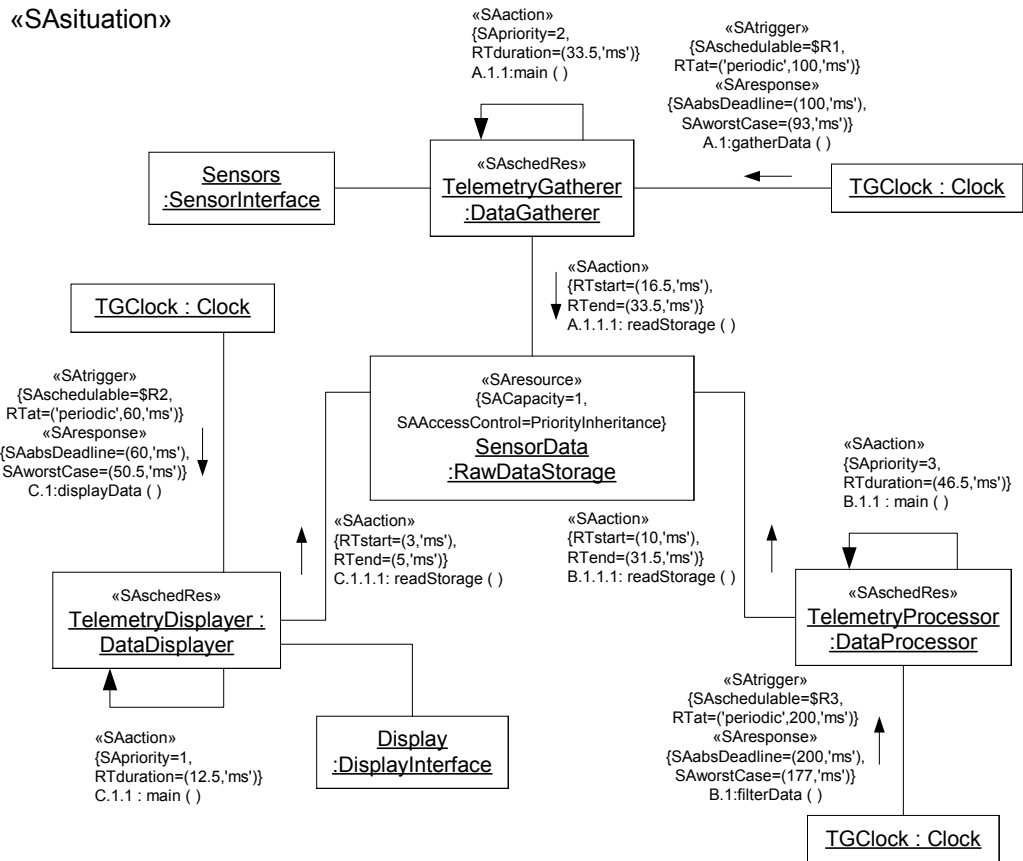 «SAsituation»
«SAaction»
{SApriority=2,
RTduration=(33.5,'ms')}
A.1.1:main ( )
«SAtrigger»
{SAschedulable=$R1,
RTat=('periodic',100,'ms')}
«SAresponse»
{SAabsDeadline=(100,'ms'),
SAworstCase=(93,'ms')}
A.1:gatherData ( )
Sensors
:SensorInterface
«SAschedRes»
TelemetryGatherer
:DataGatherer
TGClock : Clock
«SAaction»
{RTstart=(16.5,'ms'),
RTend=(33.5,'ms')}
A.1.1.1: readStorage ( )
TGClock : Clock
«SAtrigger»
{SAschedulable=$R2,
RTat=('periodic',60,'ms')}
«SAresponse»
{SAabsDeadline=(60,'ms'),
SAworstCase=(50.5,'ms')}
C.1:displayData ( )
«SAresource»
{SACapacity=1,
SAAccessControl=PriorityInheritance}
SensorData
:RawDataStorage
«SAaction»
{SApriority=3,
RTduration=(46.5,'ms')}
B.1.1 : main ( )
«SAaction»
{RTstart=(3,'ms'),
RTend=(5,'ms')}
C.1.1.1: readStorage ( )
«SAaction»
{RTstart=(10,'ms'),
RTend=(31.5,'ms')}
B.1.1.1: readStorage ( )
«SAschedRes»
TelemetryDisplayer :
DataDisplayer
«SAschedRes»
TelemetryProcessor
:DataProcessor
«SAaction»
{SApriority=1,
RTduration=(12.5,'ms')}
C.1.1 : main ( )
Display
:DisplayInterface
«SAtrigger»
{SAschedulable=$R3,
RTat=('periodic',200,'ms')}
«SAresponse»
{SAabsDeadline=(200,'ms'),
SAworstCase=(177,'ms')}
B.1:filterData ( )
TGClock : Clock